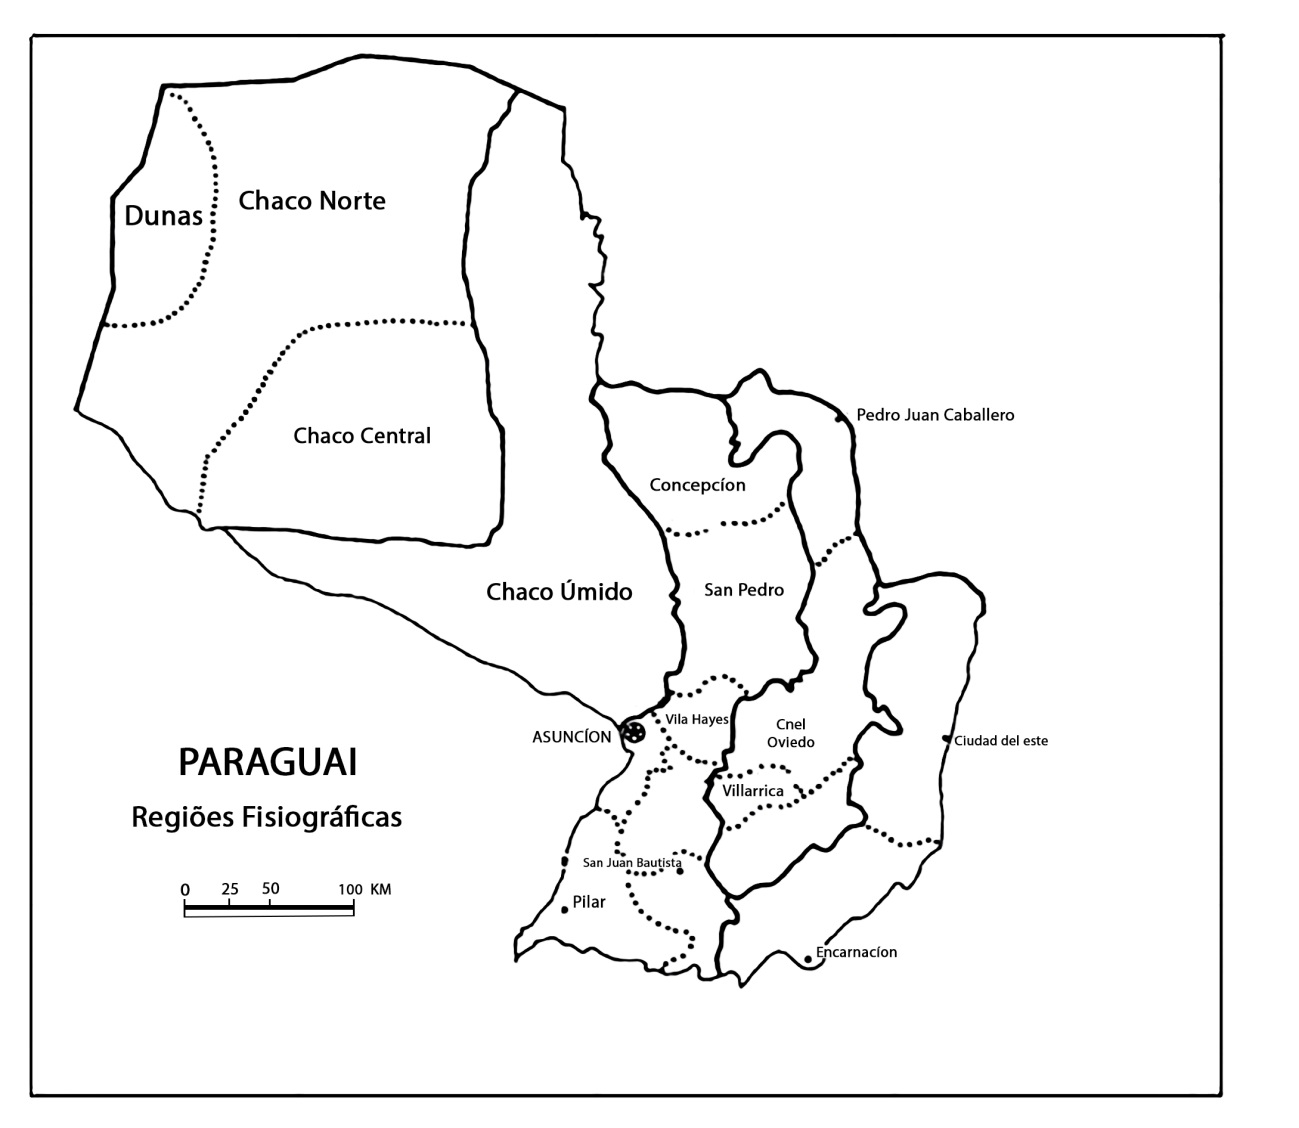 Dunas
Chaco Norte
Pedro Juan Caballero
Chaco Central
Concepcíon
Chaco Úmido
San Pedro
Vila Hayes
ASUNCÍON
Cnel
Oviedo
Ciudad del este
PARAGUAI
Villarrica
Regiões Fisiográficas
San Juan Bautista
0 25 50 100 KM
Pilar
Encarnacíon